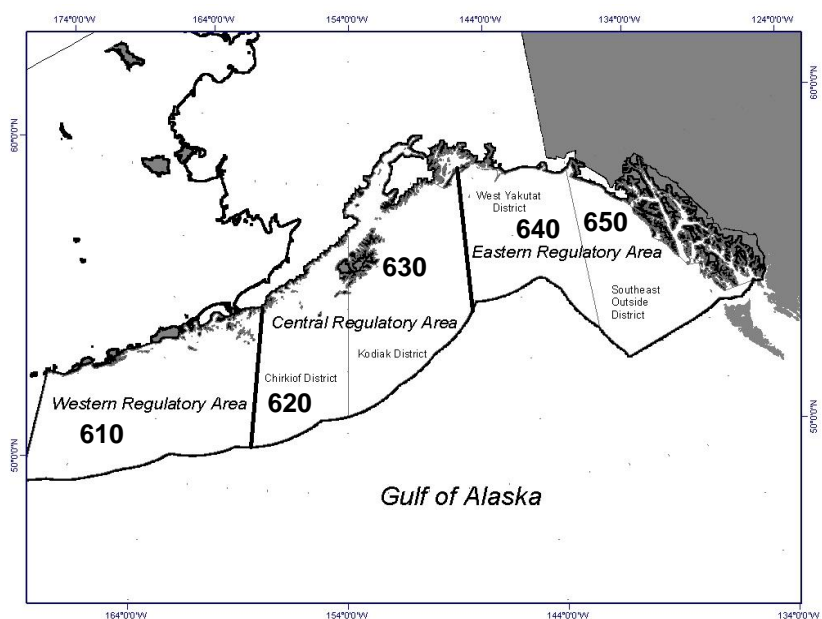 174°0'0"W 164°0'0"W 154°0'0"W 144°0'0"W 134°0'0"W 124°0'0"W
60°0'0"N
60°0'0"N
West Yakutat
District
640
650
Eastern Regulatory Area
630
Southeast
Outside
District
Central Regulatory Area
Kodiak District
Chirkiof District
620
Western Regulatory Area
610
50°0'0"N
50°0'0"N
Gulf of Alaska
164°0'0"W 154°0'0"W 144°0'0"W 134°0'0"W